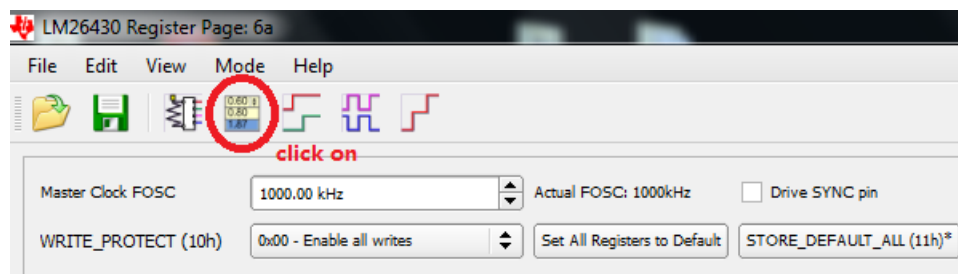 LM26430 Register Page: 6a
File Edit View Mode Help
0.60
0.80
1.87
click on
Master Clock FOSC 1000.00 kHz Actual FOSC: 1000kHz Drive SYNC pin
WRITE_PROTECT (10h) 0x00 - Enable all writes Set All Registers to Default STORE_DEFAULT_ALL (11h)*